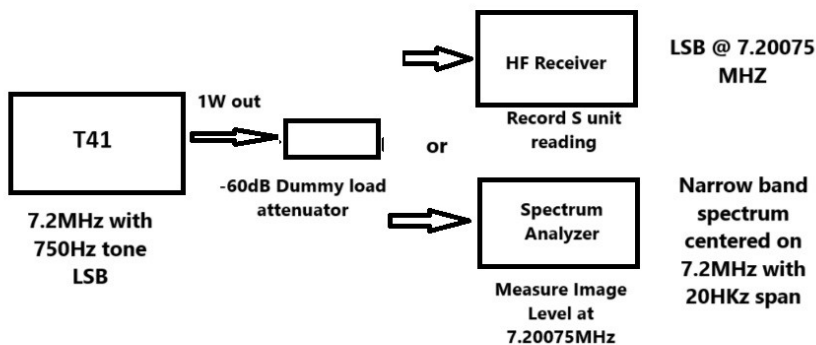 T41
7.2MHz with
750Hz tone
LSB
1W out
-60dB Dummy load
attenuator
or
HF Receiver
Record S unit
reading
LSB @ 7.20075
MHZ
Spectrum
Analyzer
Measure Image
Level at
7.20075MHz
Narrow band
spectrum
centered on
7.2MHz with
20HKz span